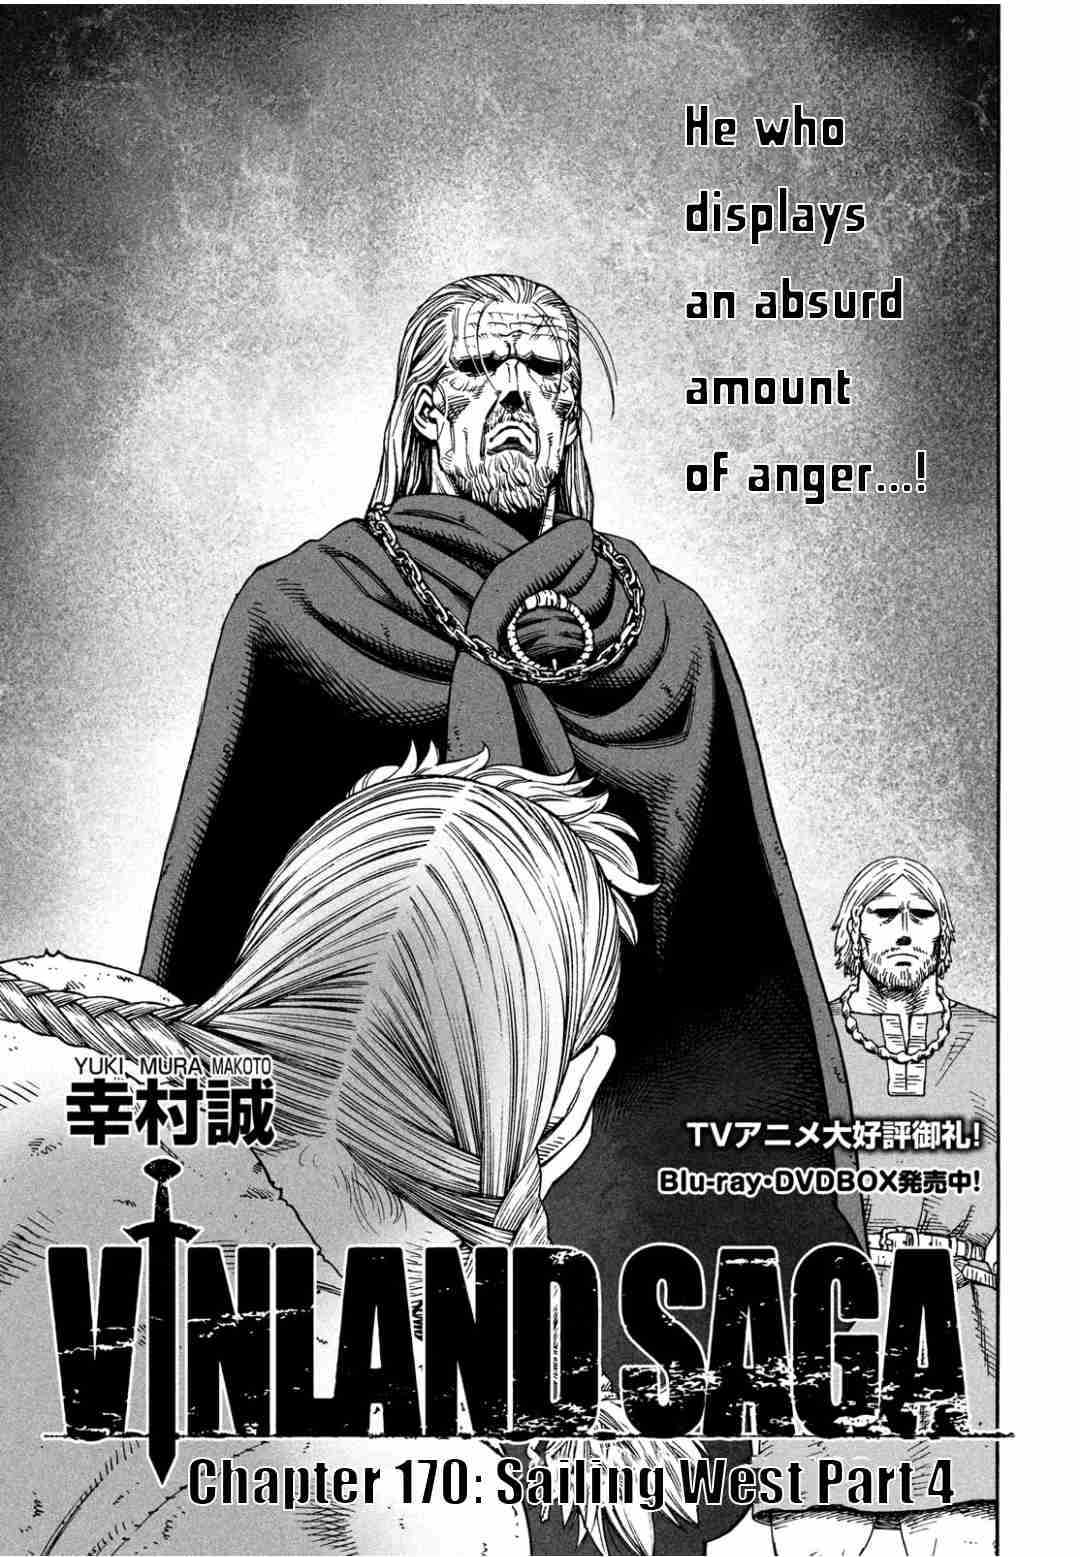 He who
displays
an absurd
amount
of anger...!
YUKIMURA MAKOTO
幸村誠
TVアニメ大好評御礼!
Blu-ray・DVDBOX発売中!
VINLAND SAGA
Chapter 170: Sailing West Part 4